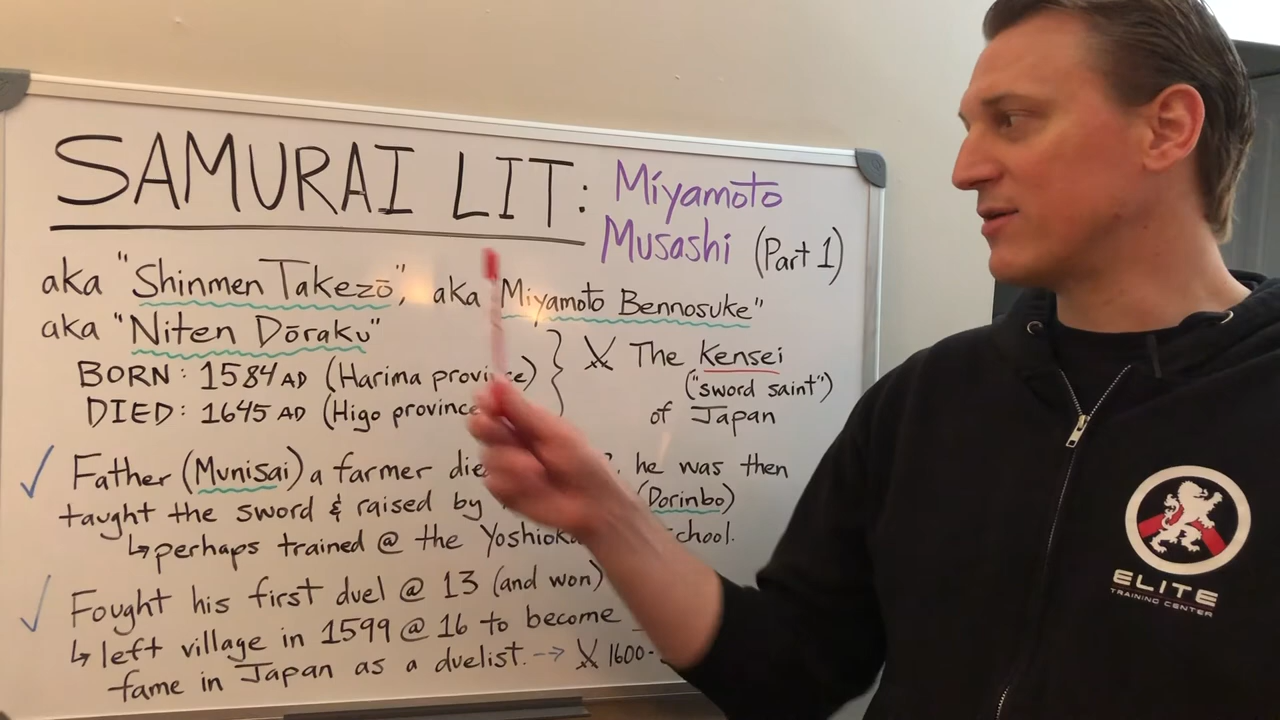 SAMURAI LIT: Miyamoto
Musashi (Part 1)
aka "Shinmen Takezō", aka "Miyamoto Bennosuke"
aka "Niten Dōraku"
BORN: 1584 AD (Harima province)
DIED: 1645 AD (Higo province
The Kensei
("sword saint")
of Japan
Father (Munisai) a farmer he was then
taught the sword & raised by (Dorinbo)
↳ perhaps trained @ the Yoshioka chool.
Fought his first duel @ 13 (and won)
↳ left village in 1599 @ 16 to become
fame in Japan as a duelist. --> 1600-
ELITE
TRAINING CENTER